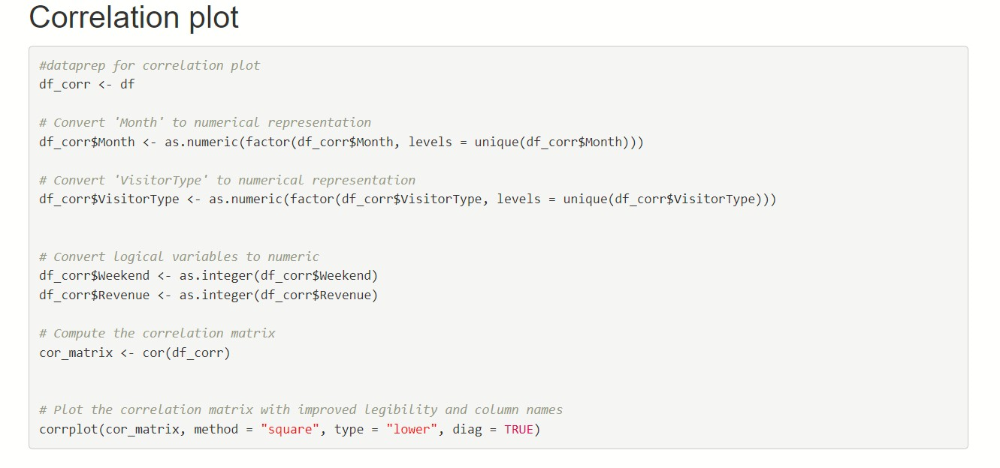 Correlation plot
#dataprep for correlation plot
df_corr <- df
# Convert 'Month' to numerical representation
df_corr$Month <- as.numeric(factor(df_corr$Month, levels = unique(df_corr$Month)))
# Convert 'VisitorType' to numerical representation
df_corr$VisitorType <- as.numeric(factor(df_corr$VisitorType, levels = unique(df_corr$VisitorType)))
# Convert logical variables to numeric
df_corr$Weekend <- as.integer(df_corr$Weekend)
df_corr$Revenue <- as.integer(df_corr$Revenue)
# Compute the correlation matrix
cor_matrix <- cor(df_corr)
# Plot the correlation matrix with improved legibility and column names
corrplot(cor_matrix, method = "square", type = "lower", diag = TRUE)